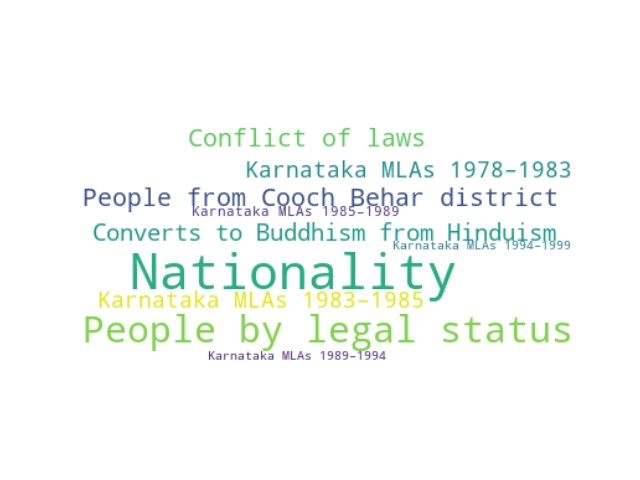 Conflict of laws
Karnataka MLAs 1978–1983
People from Cooch Behar district
Karnataka MLAs 1985–1989
Converts to Buddhism from Hinduism
Karnataka MLAs 1994–1999
Nationality
Karnataka MLAs 1983–1985
People by legal status
Karnataka MLAs 1989–1994